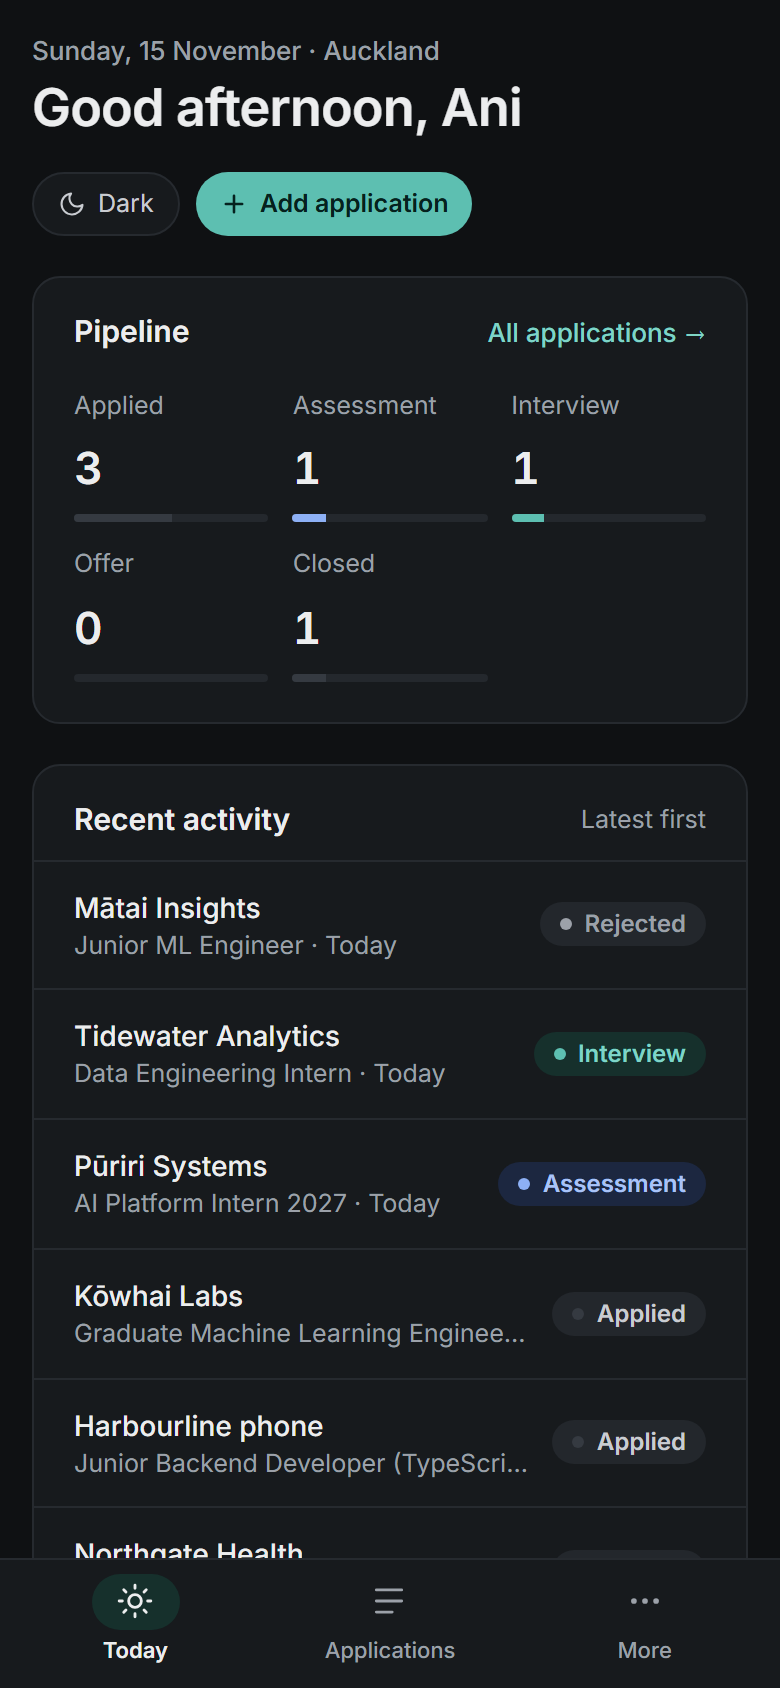 Sunday, 15 November · Auckland
Good afternoon, Ani
Dark
+ Add application
Pipeline
All applications →
Applied
Assessment
Interview
3
1
1
Offer
Closed
0
1
Recent activity
Latest first
Mātai Insights
Junior ML Engineer · Today
Rejected
Tidewater Analytics
Data Engineering Intern · Today
Interview
Pūriri Systems
AI Platform Intern 2027 · Today
Assessment
Kōwhai Labs
Graduate Machine Learning Enginee...
Applied
Harbourline phone
Junior Backend Developer (TypeScri...
Applied
Northgate Health
Today
Applications
More